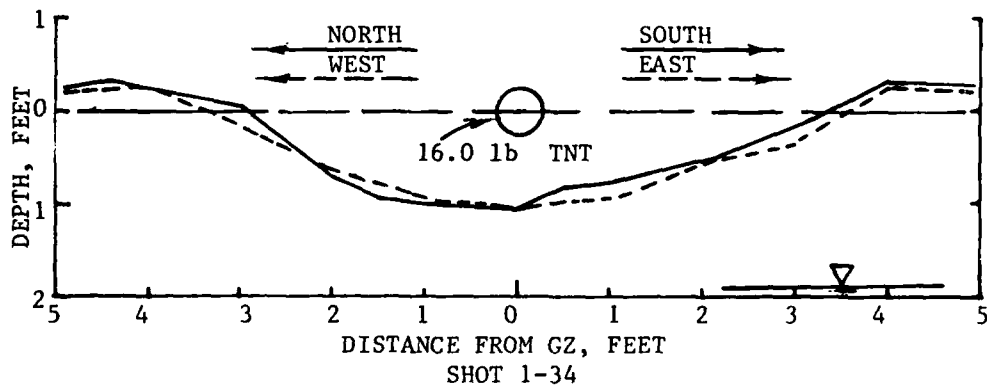 1
NORTH
SOUTH
WEST
EAST
0
16.0 lb TNT
1
2
DEPTH, FEET
5 4 3 2 1 0 1 2 3 4 5
DISTANCE FROM GZ, FEET
SHOT 1-34